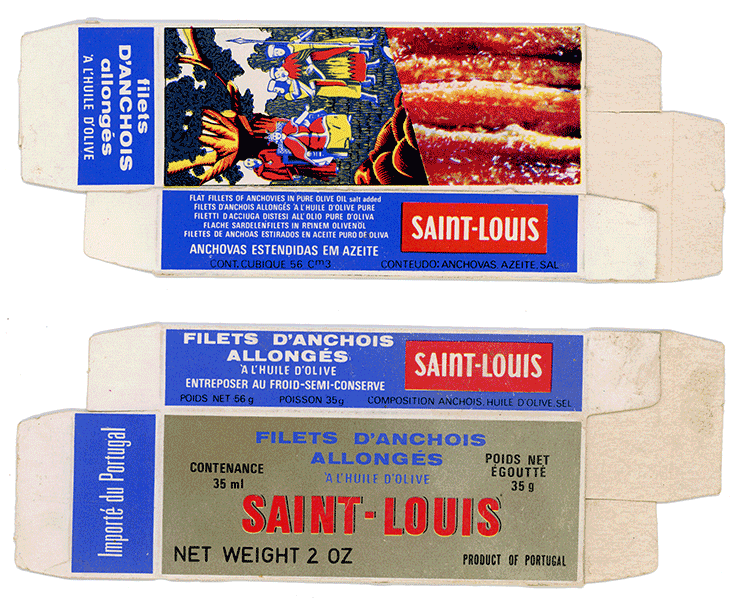 filets
D'ANCHOIS
allongés
'A L'HUILE D'OLIVE
FLAT FILLETS OF ANCHOVIES IN PURE OLIVE OIL salt added
FILETS D'ANCHOIS ALLONGÉS 'A L'HUILE D'OLIVE PURE
FILETTI D'ACCIUGA DISTESI ALL'OLIO PURE D'OLIVA
FLACHE SARDELENFILETS IN REINEM OLIVENÖL
FILETES DE ANCHOAS ESTIRADOS EN ACEITE PURO DE OLIVA
ANCHOVAS ESTENDIDAS EM AZEITE
CONT. CUBIQUE 56 cm3
SAINT-LOUIS
CONTEUDO: ANCHOVAS, AZEITE, SAL
FILETS D'ANCHOIS
ALLONGÉS
'A L'HUILE D'OLIVE
ENTREPOSER AU FROID-SEMI-CONSERVE
POIDS NET 56 g POISSON 35g
SAINT-LOUIS
COMPOSITION ANCHOIS, HUILE D'OLIVE, SEL
Importé du Portugal
FILETS D'ANCHOIS
ALLONGÉS
'A L'HUILE D'OLIVE
CONTENANCE
35 ml
POIDS NET
ÉGOUTTÉ
35 g
SAINT-LOUIS
NET WEIGHT 2 OZ
PRODUCT OF PORTUGAL